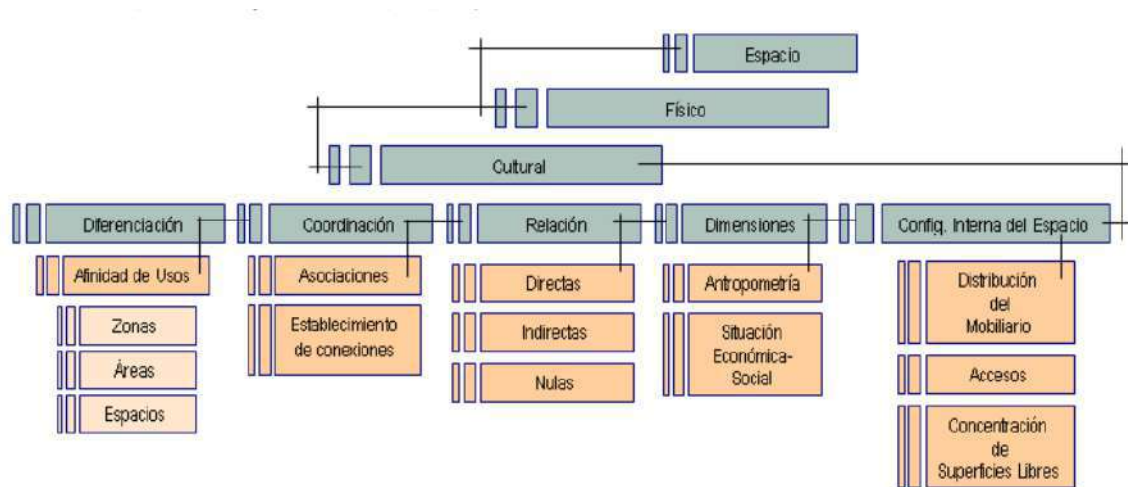 Espacio
Físico
Cultural
Diferenciación
Coordinación
Relación
Dimensiones
Config. Interna del Espacio
Afinidad de Usos
Zonas
Áreas
Espacios
Asociaciones
Establecimiento
de conexiones
Directas
Indirectas
Nulas
Antropometría
Situación
Económica-
Social
Distribución
del
Mobiliario
Accesos
Concentración
de
Superficies Libres